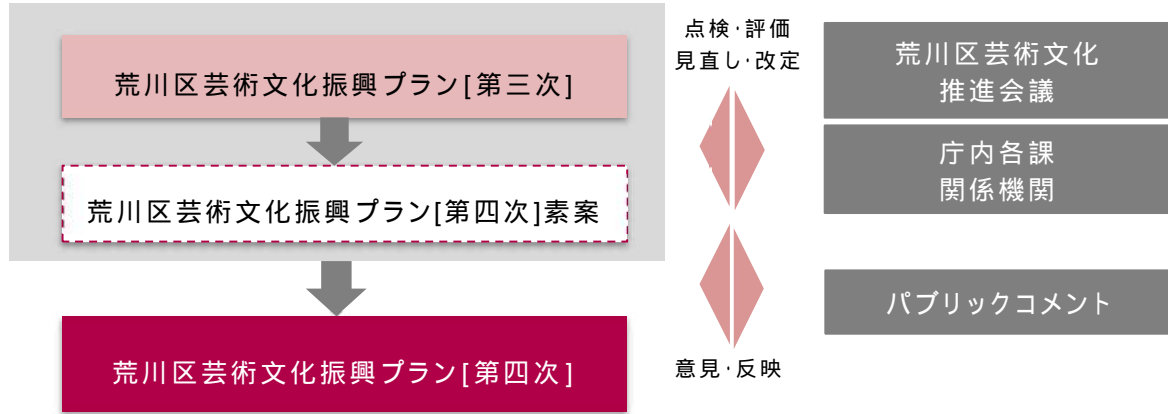 荒川区芸術文化振興プラン[第三次]
荒川区芸術文化振興プラン[第四次]素案
荒川区芸術文化振興プラン[第四次]
点検・評価
見直し・改定
意見・反映
荒川区芸術文化
推進会議
庁内各課
関係機関
パブリックコメント